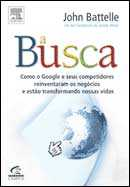 John Battelle
a
Busca
Como o Google e seus competidores
reinventaram os negócios
e estão transformando nossas vidas